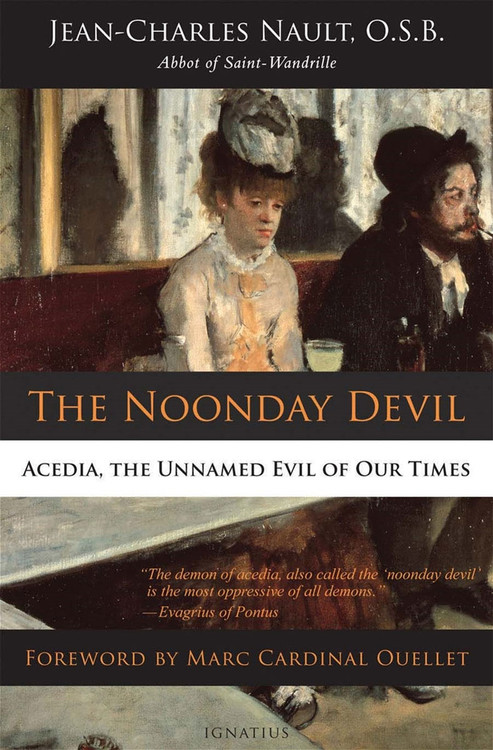 JEAN-CHARLES NAULT, O.S.B.
Abbot of Saint-Wandrille
THE NOONDAY DEVIL
ACEDIA, THE UNNAMED EVIL OF OUR TIMES
“The demon of acedia, also called the ‘noonday devil’
is the most oppressive of all demons.”
—Evagrius of Pontus
FOREWORD BY MARC CARDINAL OUELLET
IGNATIUS